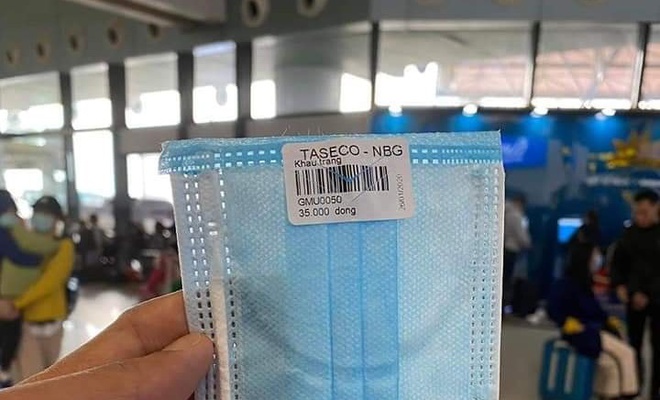 TASECO - NBG
Khau trang
GMU0050
35.000 dong